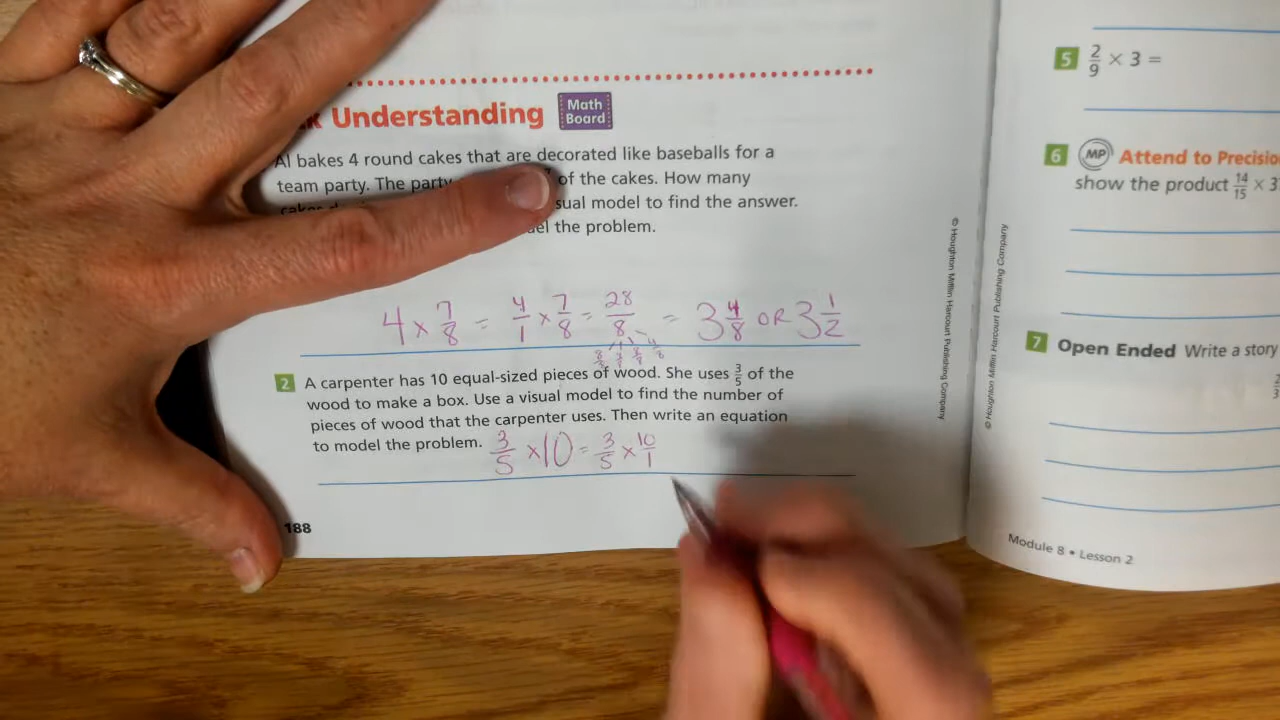 Understanding Math Board
Al bakes 4 round cakes that are decorated like baseballs for a
team party. The party of the cakes. How many
sual model to find the answer.
the problem.
4 × 7/8 = 4/1 × 7/8 = 28/8 = 3 4/8 OR 3 1/2
2 A carpenter has 10 equal-sized pieces of wood. She uses 3/5 of the
wood to make a box. Use a visual model to find the number of
pieces of wood that the carpenter uses. Then write an equation
to model the problem. 3/5 × 10 = 3/5 × 10/1
188
© Houghton Mifflin Harcourt Publishing Company
© Houghton Mifflin Harcourt Publishing Company
5 2/9 × 3 =
6 MP Attend to Precisio
show the product 14/15 × 3
7 Open Ended Write a story
Module 8 • Lesson 2